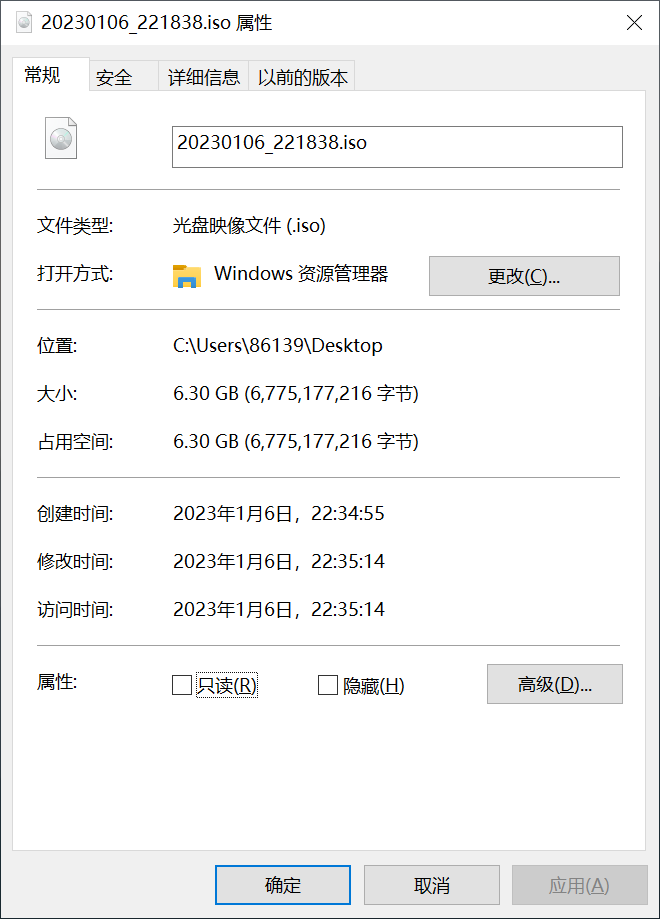 20230106_221838.iso 属性
常规 安全 详细信息 以前的版本
20230106_221838.iso
文件类型: 光盘映像文件 (.iso)
打开方式: Windows 资源管理器 更改(C)...
位置: C:\Users\86139\Desktop
大小: 6.30 GB (6,775,177,216 字节)
占用空间: 6.30 GB (6,775,177,216 字节)
创建时间: 2023年1月6日，22:34:55
修改时间: 2023年1月6日，22:35:14
访问时间: 2023年1月6日，22:35:14
属性: 只读(R) 隐藏(H) 高级(D)...
确定 取消 应用(A)